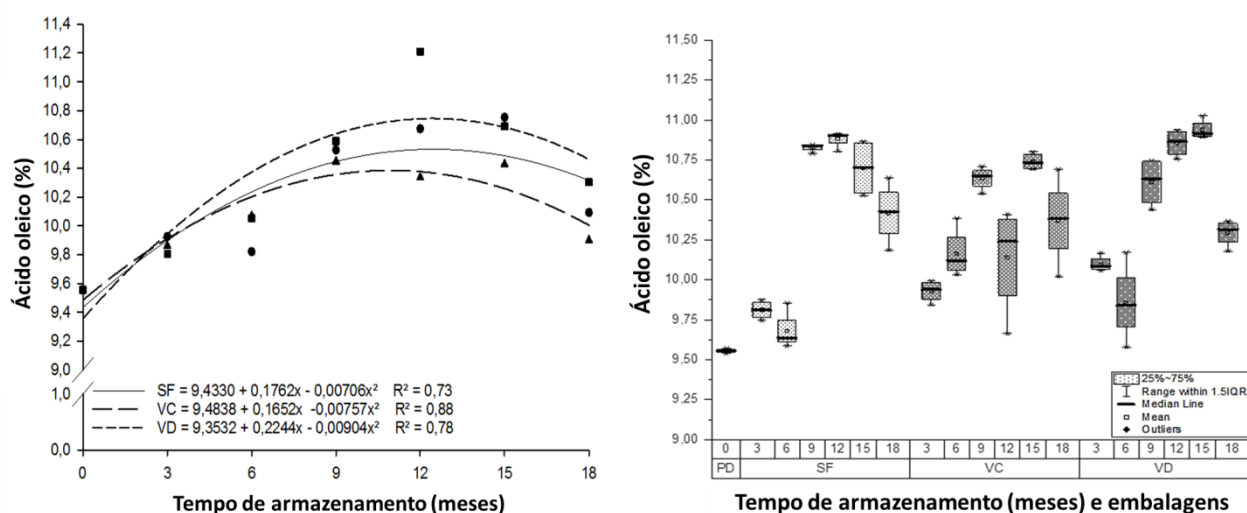 Ácido oleico (%)
11,4
11,2
11,0
10,8
10,6
10,4
10,2
10,0
9,8
9,6
9,4
9,2
9,0
1,0
0,0
SF = 9,4330 + 0,1762x - 0,00706x² R² = 0,73
VC = 9,4838 + 0,1652x -0,00757x² R² = 0,88
VD = 9,3532 + 0,2244x - 0,00904x² R² = 0,78
0 3 6 9 12 15 18
Tempo de armazenamento (meses)
Ácido oleico (%)
11,50
11.25
11.00
10.75
10.50
10.25
10.00
9.75
9.50
9.25
9.00
25%~75%
Range within 1.5IQR
Median Line
Mean
Outliers
0 3 6 9 12 15 18 3 6 9 12 15 18 3 6 9 12 15 18
PD SF VC VD
Tempo de armazenamento (meses) e embalagens